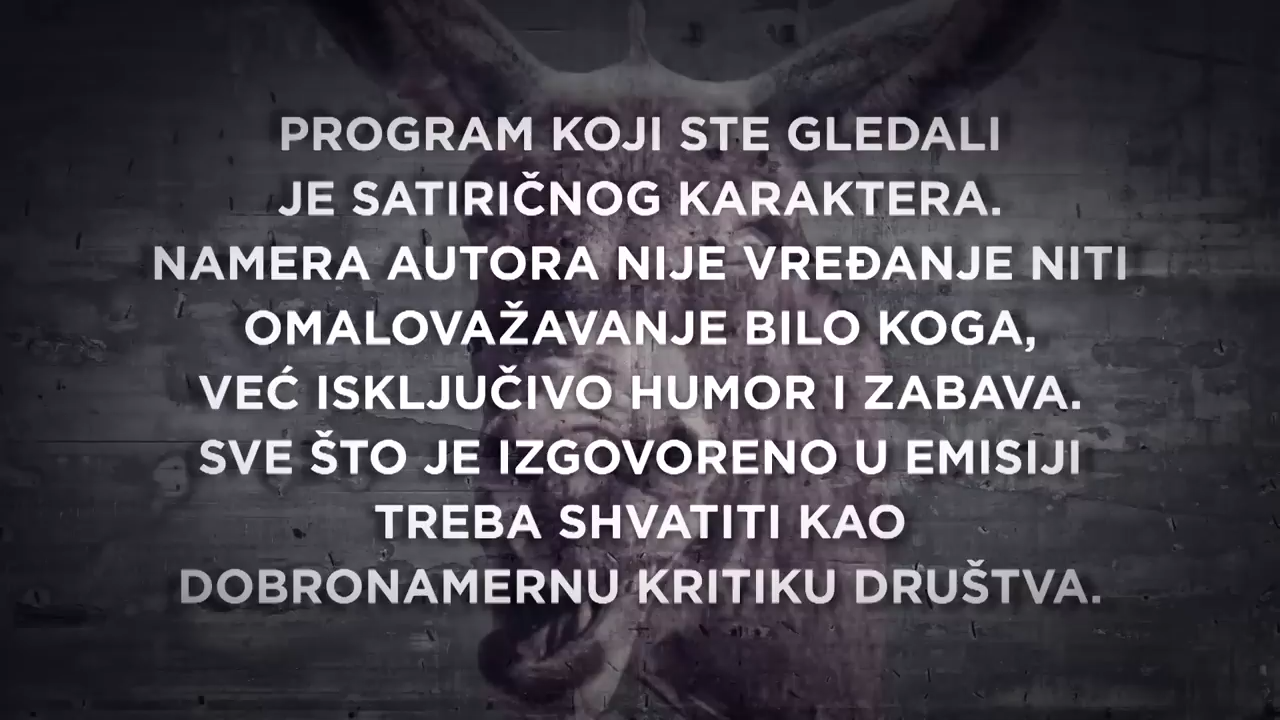 PROGRAM KOJI STE GLEDALI
JE SATIRIČNOG KARAKTERA.
NAMERA AUTORA NIJE VREĐANJE NITI
OMALOVAŽAVANJE BILO KOGA,
VEĆ ISKLJUČIVO HUMOR I ZABAVA.
SVE ŠTO JE IZGOVORENO U EMISIJI
TREBA SHVATITI KAO
DOBRONAMERNU KRITIKU DRUŠTVA.